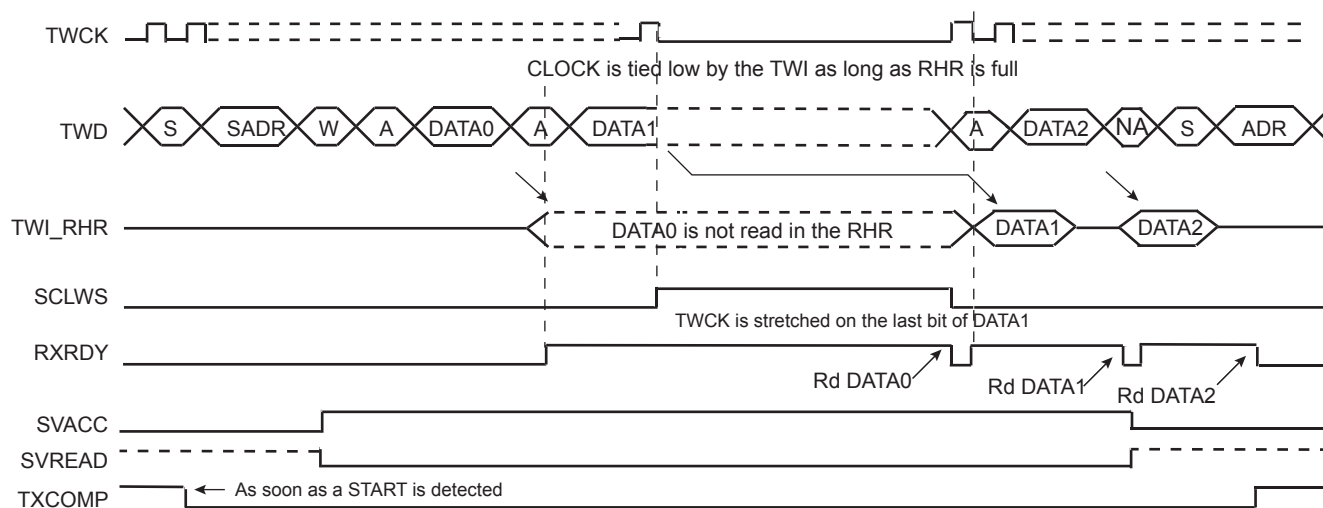 TWCK
CLOCK is tied low by the TWI as long as RHR is full
TWD S SADR W A DATA0 A DATA1 A DATA2 NA S ADR
TWI_RHR DATA0 is not read in the RHR DATA1 DATA2
SCLWS
TWCK is stretched on the last bit of DATA1
RXRDY
Rd DATA0 Rd DATA1 Rd DATA2
SVACC
SVREAD
TXCOMP As soon as a START is detected